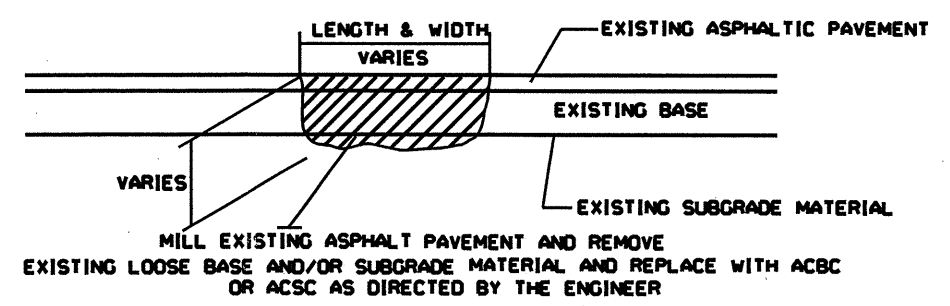 LENGTH & WIDTH
VARIES
EXISTING ASPHALTIC PAVEMENT
EXISTING BASE
VARIES
EXISTING SUBGRADE MATERIAL
MILL EXISTING ASPHALT PAVEMENT AND REMOVE
EXISTING LOOSE BASE AND/OR SUBGRADE MATERIAL AND REPLACE WITH ACBC
OR ACSC AS DIRECTED BY THE ENGINEER